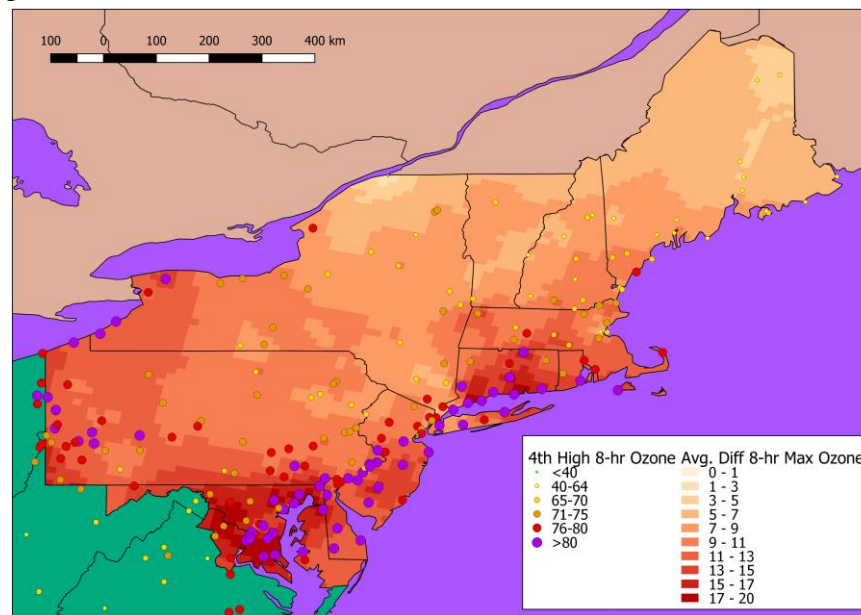 100 0 100 200 300 400 km
4th High 8-hr Ozone Avg. Diff 8-hr Max Ozone
<40 0 - 1
40-64 1 - 3
65-70 3 - 5
71-75 5 - 7
76-80 7 - 9
>80 9 - 11
11 - 13
13 - 15
15 - 17
17 - 20